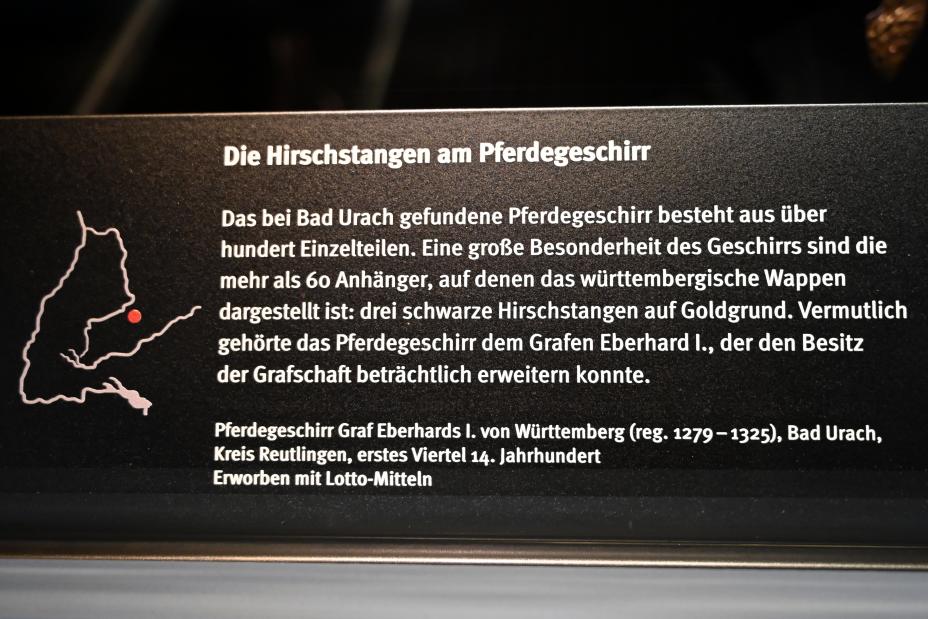 Die Hirschstangen am Pferdegeschirr
Das bei Bad Urach gefundene Pferdegeschirr besteht aus über
hundert Einzelteilen. Eine große Besonderheit des Geschirrs sind die
mehr als 60 Anhänger, auf denen das württembergische Wappen
dargestellt ist: drei schwarze Hirschstangen auf Goldgrund. Vermutlich
gehörte das Pferdegeschirr dem Grafen Eberhard I., der den Besitz
der Grafschaft beträchtlich erweitern konnte.
Pferdegeschirr Graf Eberhards I. von Württemberg (reg. 1279 – 1325), Bad Urach,
Kreis Reutlingen, erstes Viertel 14. Jahrhundert
Erworben mit Lotto-Mitteln